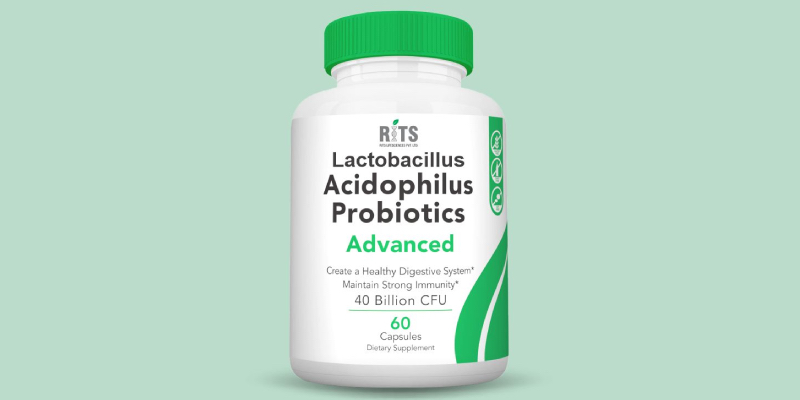 RITS
Lactobacillus
Acidophilus
Probiotics
Advanced
Create a Healthy Digestive System*
Maintain Strong Immunity*
40 Billion CFU
60
Capsules
Dietary Supplement